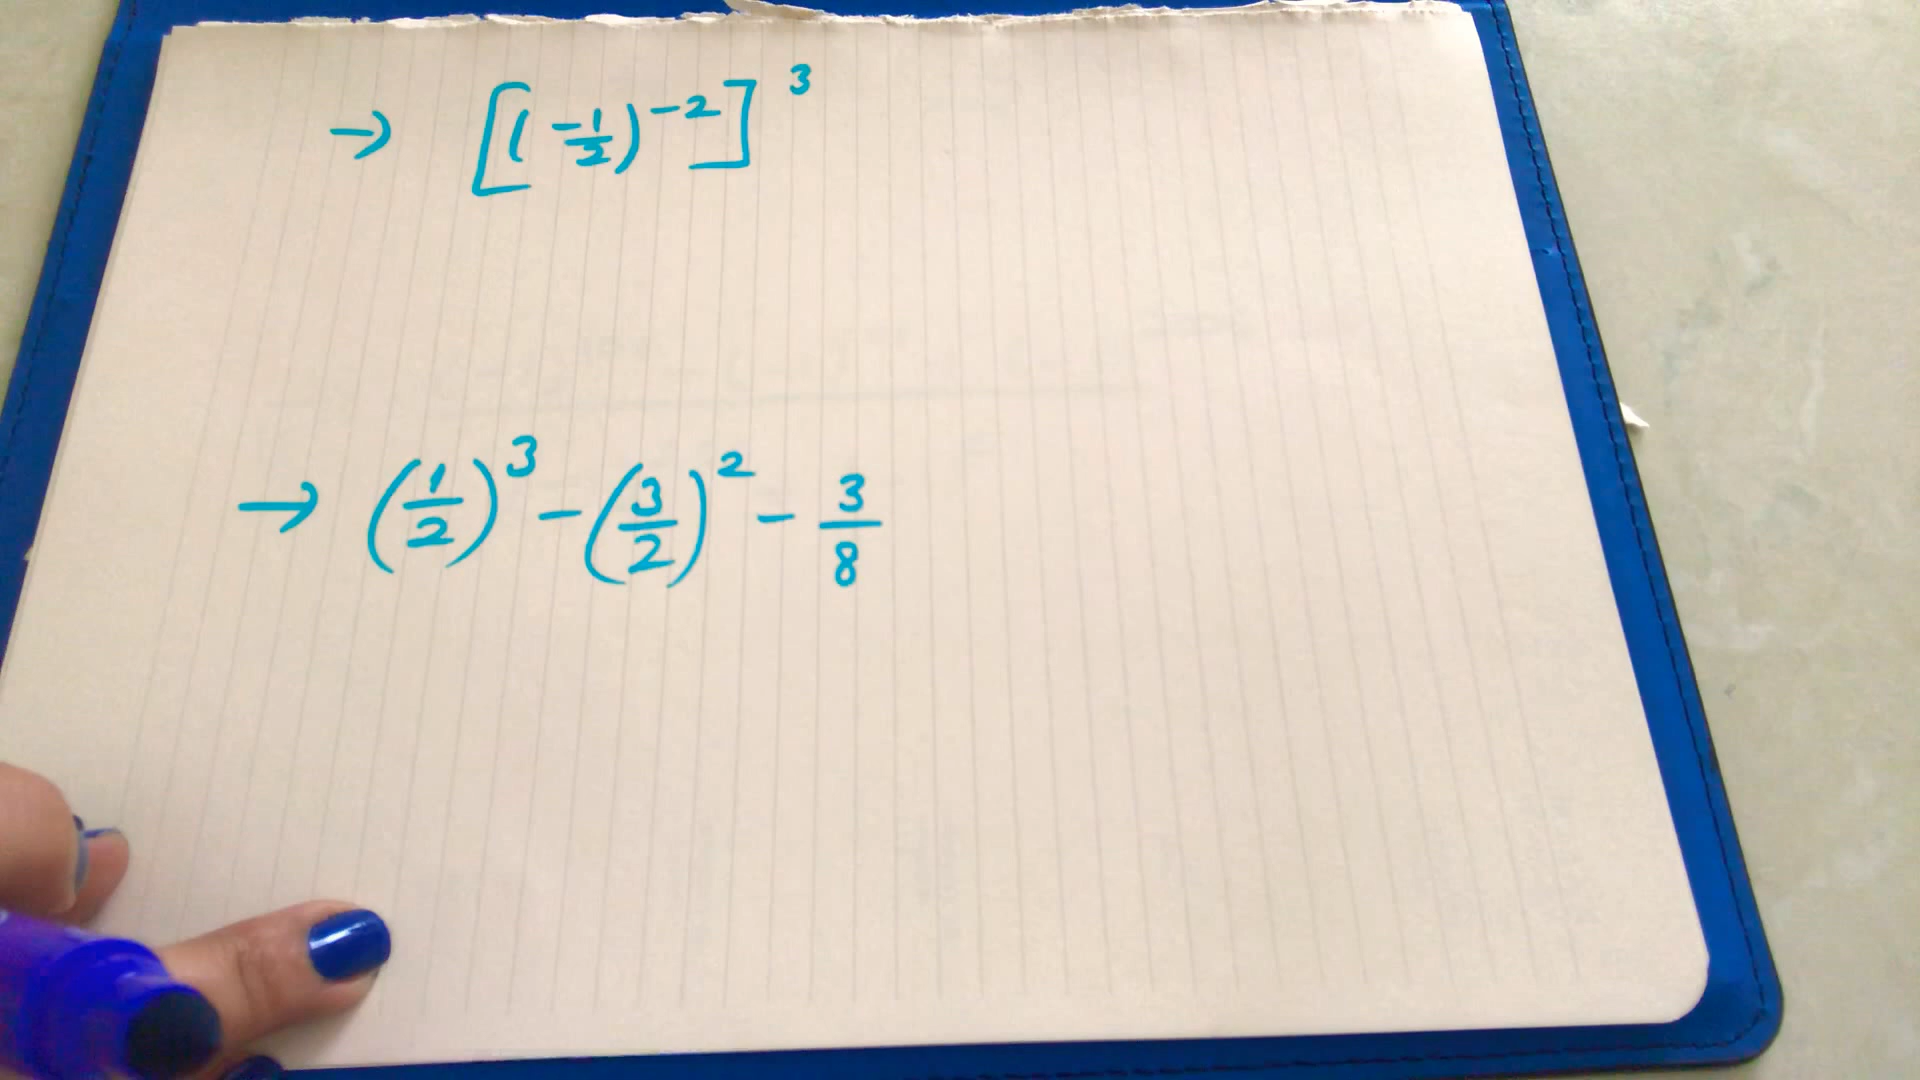 → [(-1/2)^-2]^3
→ (1/2)^3 - (3/2)^2 - 3/8